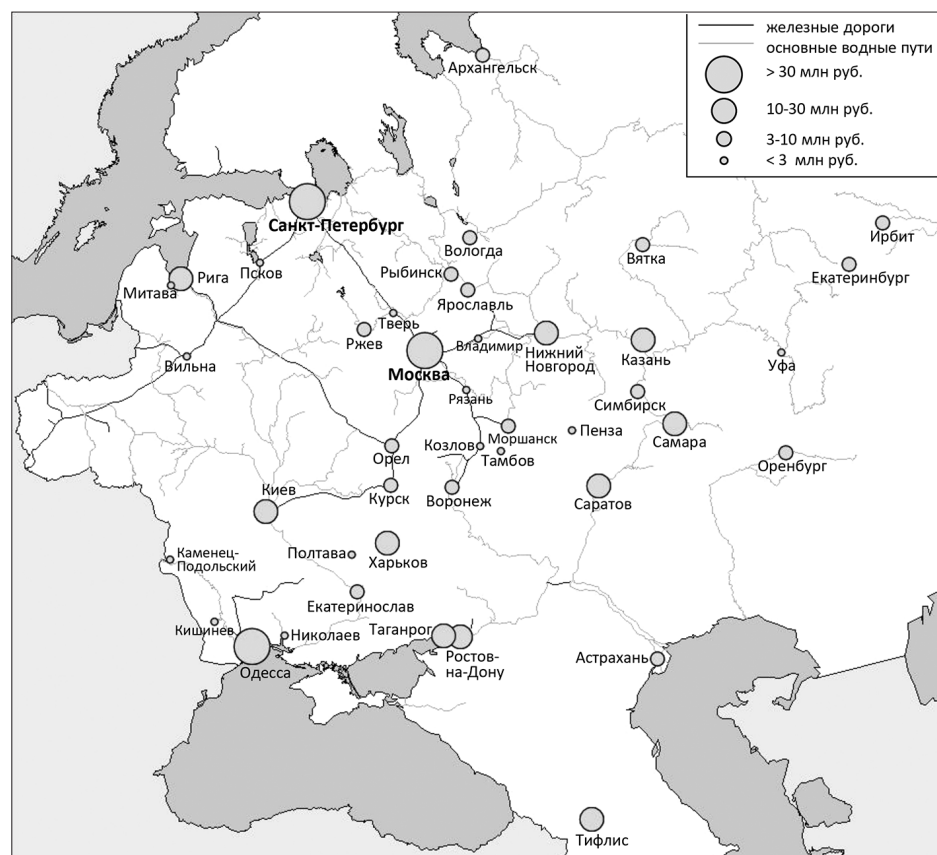 железные дороги
основные водные пути
> 30 млн руб.
10-30 млн руб.
3-10 млн руб.
< 3 млн руб.
Архангельск
Санкт-Петербург
Вологда
Вятка
Ирбит
Екатеринбург
Псков
Рига
Митава
Рыбинск
Ярославль
Тверь
Ржев
Владимир
Нижний
Новгород
Казань
Уфа
Вильна
Москва
Рязань
Симбирск
Моршанск
Пенза
Самара
Козлов
Тамбов
Орел
Оренбург
Киев
Курск
Воронеж
Саратов
Полтава
Харьков
Каменец-
Подольский
Екатеринослав
Кишинев
Николаев
Таганрог
Одесса
Ростов-
на-Дону
Астрахань
Тифлис